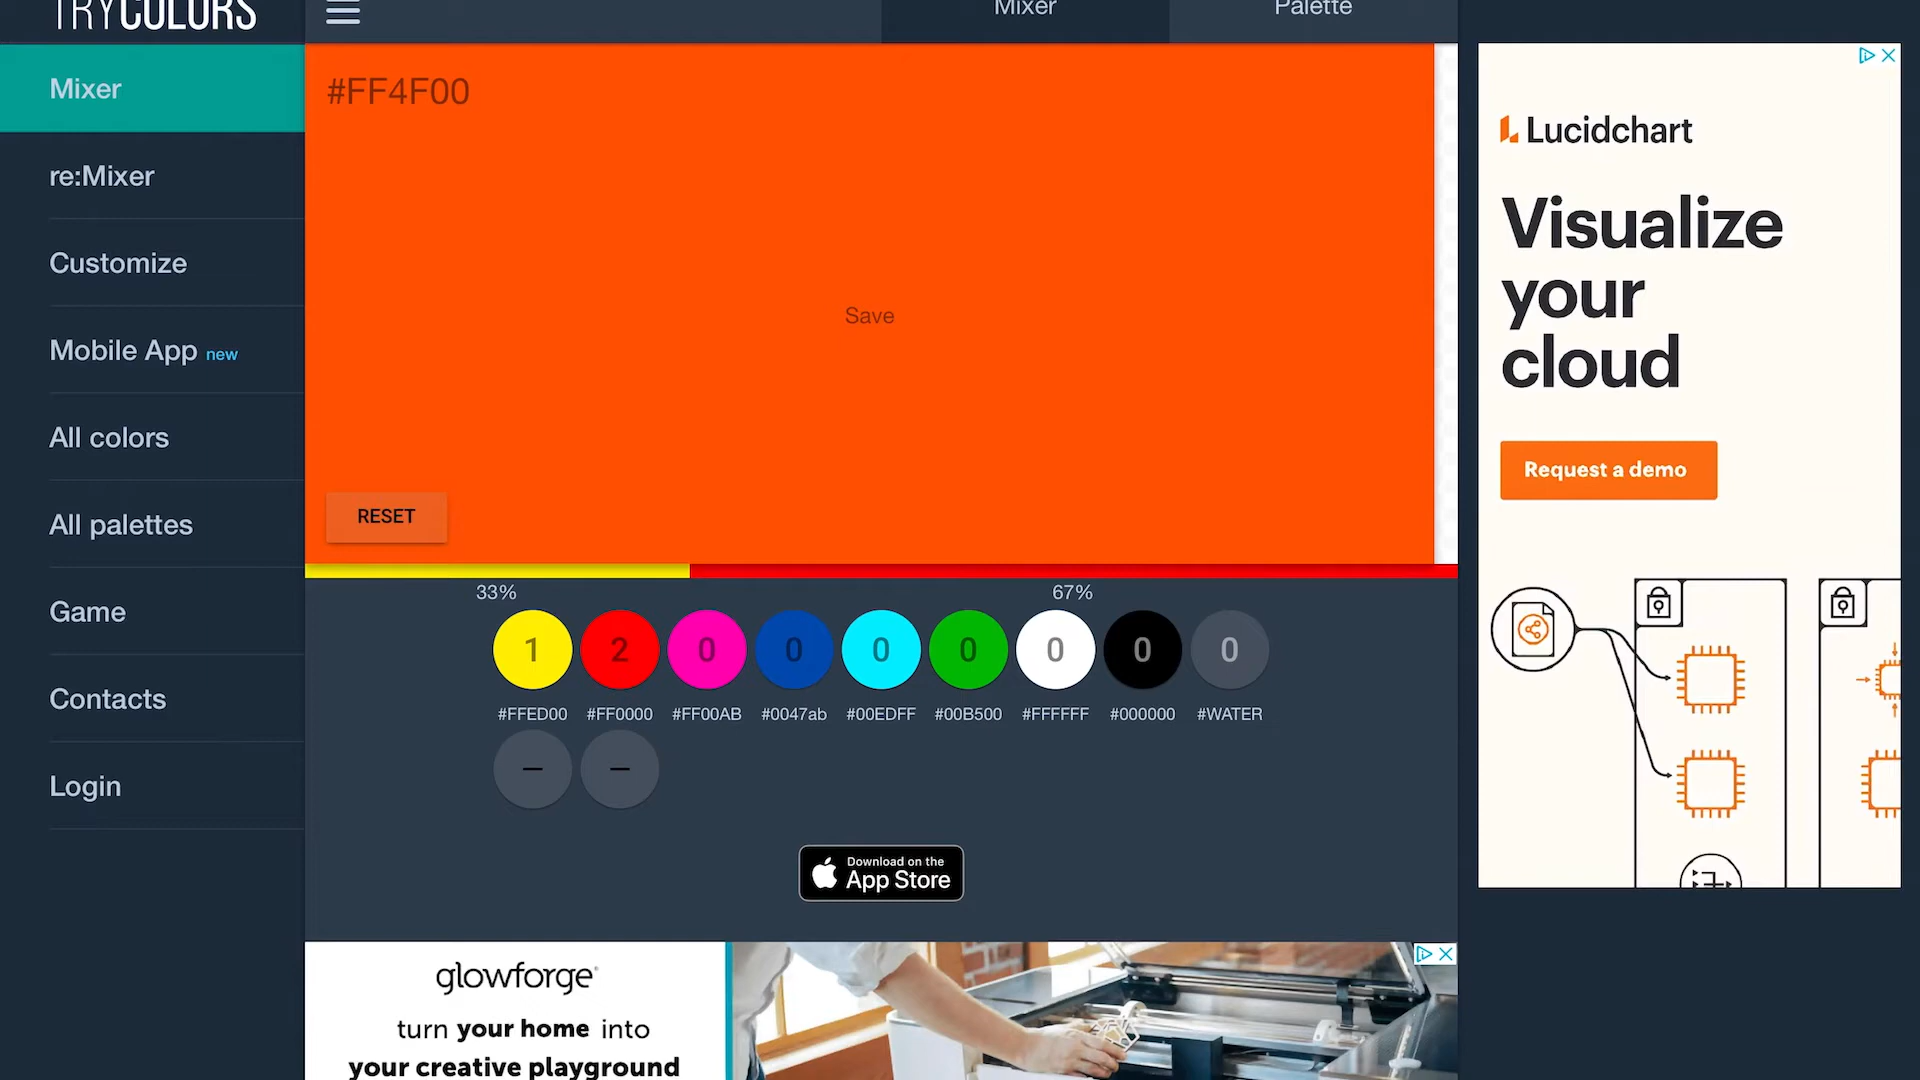 TRYCOLORS
Mixer
Palette
Mixer
re:Mixer
Customize
Mobile App new
All colors
All palettes
Game
Contacts
Login
#FF4F00
Save
RESET
33%
67%
1 2 0 0 0 0 0 0 0
#FFED00 #FF0000 #FF00AB #0047ab #00EDFF #00B500 #FFFFFF #000000 #WATER
Download on the
App Store
glowforge
turn your home into
your creative playground
Lucidchart
Visualize
your
cloud
Request a demo